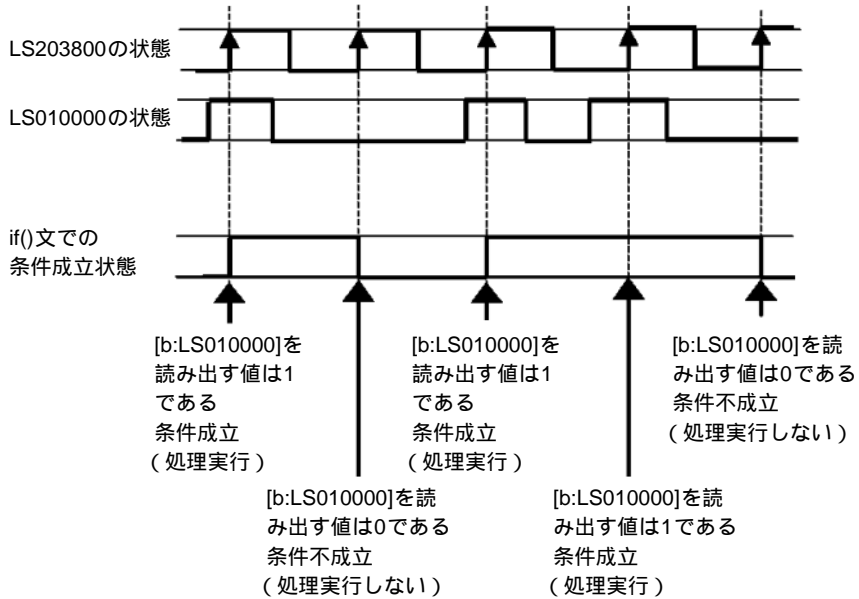 LS203800の状態
LS010000の状態
if()文での
条件成立状態
[b:LS010000]を
読み出す値は1
である
条件成立
(処理実行)
[b:LS010000]を
読み出す値は1
である
条件成立
(処理実行)
[b:LS010000]を読
み出す値は0である
条件不成立
(処理実行しない)
[b:LS010000]を読
み出す値は0である
条件不成立
(処理実行しない)
[b:LS010000]を読
み出す値は1である
条件成立
(処理実行)